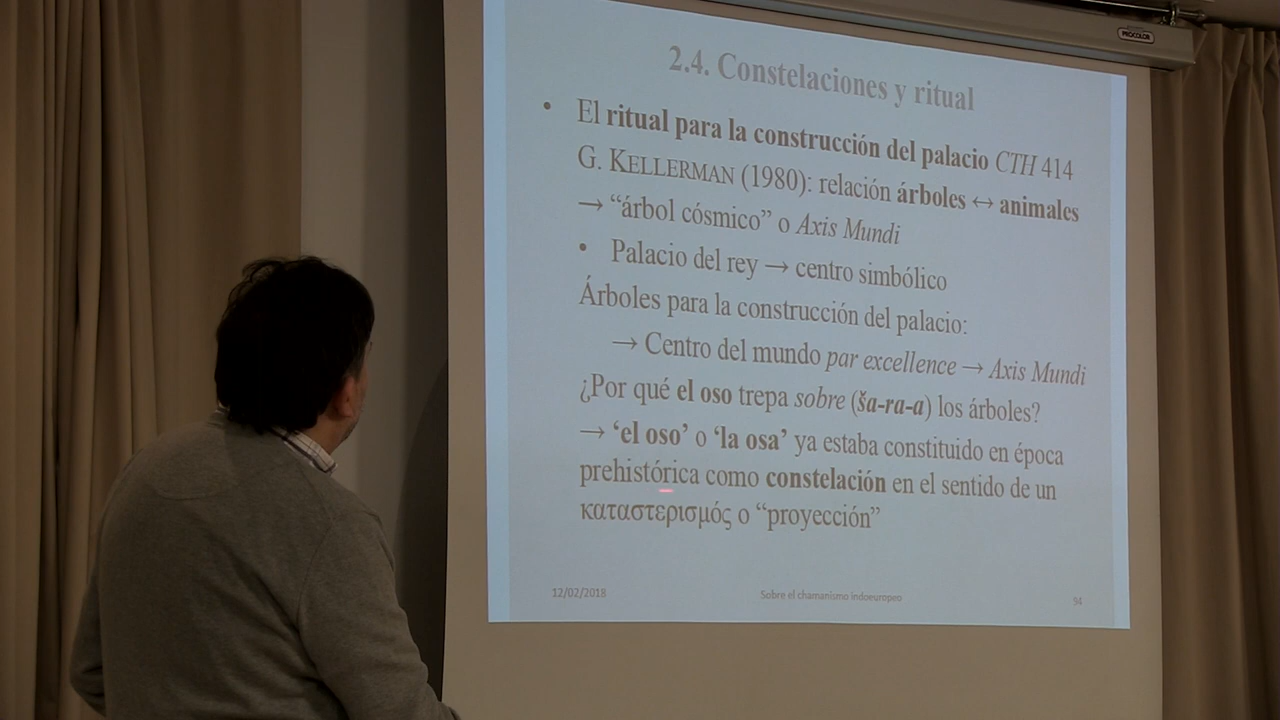 PROCOLOR
2.4. Constelaciones y ritual
• El ritual para la construcción del palacio CTH 414
G. KELLERMAN (1980): relación árboles ↔ animales
→ “árbol cósmico” o Axis Mundi
• Palacio del rey → centro simbólico
Árboles para la construcción del palacio:
→ Centro del mundo par excellence → Axis Mundi
¿Por qué el oso trepa sobre (ša-ra-a) los árboles?
→ ‘el oso’ o ‘la osa’ ya estaba constituido en época
prehistórica como constelación en el sentido de un
καταστερισμός o “proyección”
12/02/2018 Sobre el chamanismo indoeuropeo 94